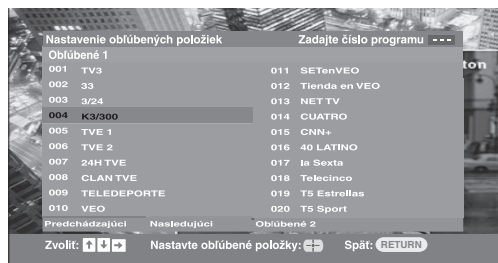 Nastavenie obľúbených položiek Zadajte číslo programu ---
Obľúbené 1
001 TV3
002 33
003 3/24
004 K3/300
005 TVE 1
006 TVE 2
007 24H TVE
008 CLAN TVE
009 TELEDEPORTE
010 VEO
011 SETenVEO
012 Tienda en VEO
013 NET TV
014 CUATRO
015 CNN+
016 40 LATINO
017 la Sexta
018 Telecinco
019 T5 Estrellas
020 T5 Sport
Predchádzajúci Nasledujúci Obľúbené 2
Zvoliť: Nastavte obľúbené položky: Späť: RETURN
ton